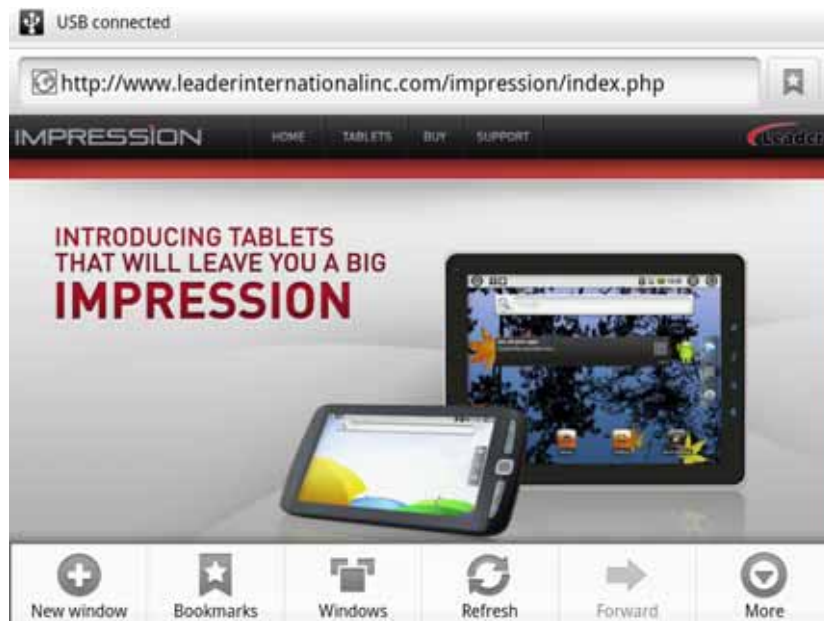 USB connected
http://www.leaderinternationalinc.com/impression/index.php
IMPRESSION HOME TABLETS BUY SUPPORT Leader
INTRODUCING TABLETS
THAT WILL LEAVE YOU A BIG
IMPRESSION
New window Bookmarks Windows Refresh Forward More